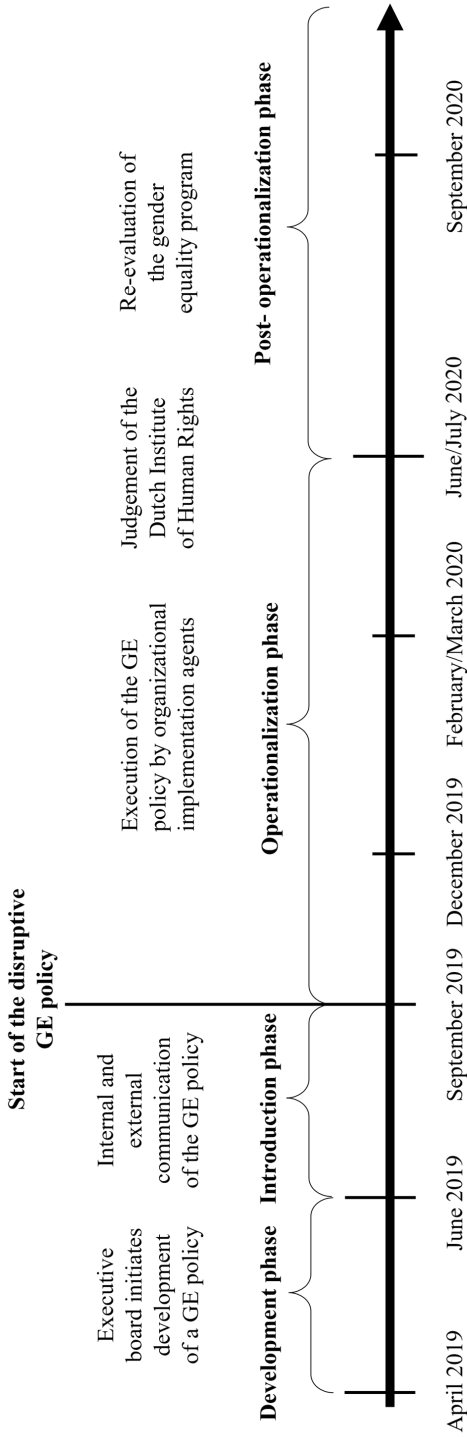 Start of the disruptive
GE policy
Executive
board initiates
development
of a GE policy
Internal and
external
communication
of the GE policy
Execution of the GE
policy by organizational
implementation agents
Judgement of the
Dutch Institute
of Human Rights
Re-evaluation of
the gender
equality program
Development phase
Introduction phase
Operationalization phase
Post- operationalization phase
April 2019
June 2019
September 2019
December 2019
February/March 2020
June/July 2020
September 2020